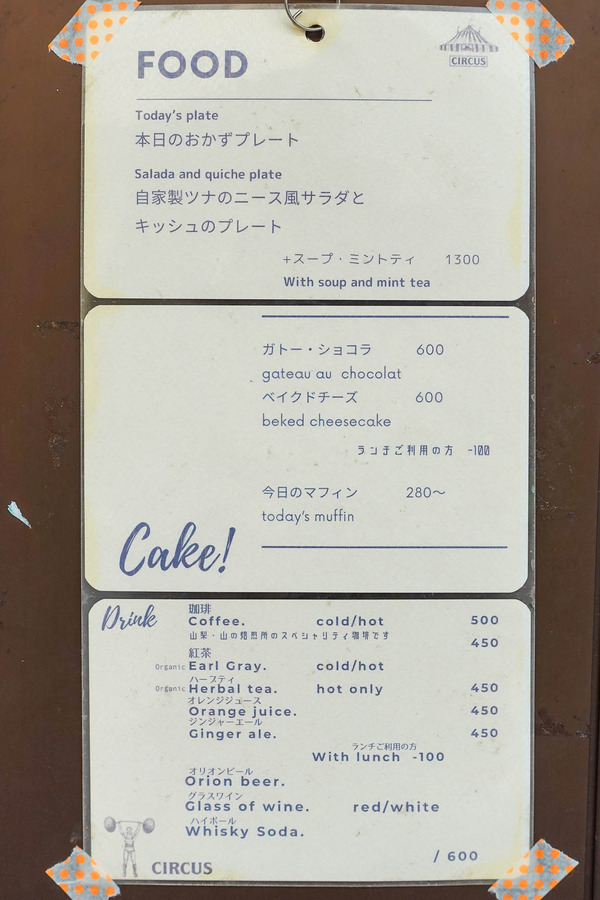 FOOD
CIRCUS
Today's plate
本日のおかずプレート
Salada and quiche plate
自家製ツナのニース風サラダと
キッシュのプレート
+スープ・ミントティ 1300
With soup and mint tea
ガトー・ショコラ 600
gateau au chocolat
ベイクドチーズ 600
beked cheesecake
ランチご利用の方 -100
今日のマフィン 280〜
today's muffin
Cake!
Drink
珈琲
Coffee. cold/hot 500
山梨・山の焙煎所のスペシャリティ珈琲です
450
紅茶
Organic Earl Gray. cold/hot
ハーブティ
Organic Herbal tea. hot only 450
オレンジジュース
Orange juice. 450
ジンジャーエール
Ginger ale. 450
ランチご利用の方
With lunch -100
オリオンビール
Orion beer.
グラスワイン
Glass of wine. red/white
ハイボール
Whisky Soda.
/ 600
CIRCUS